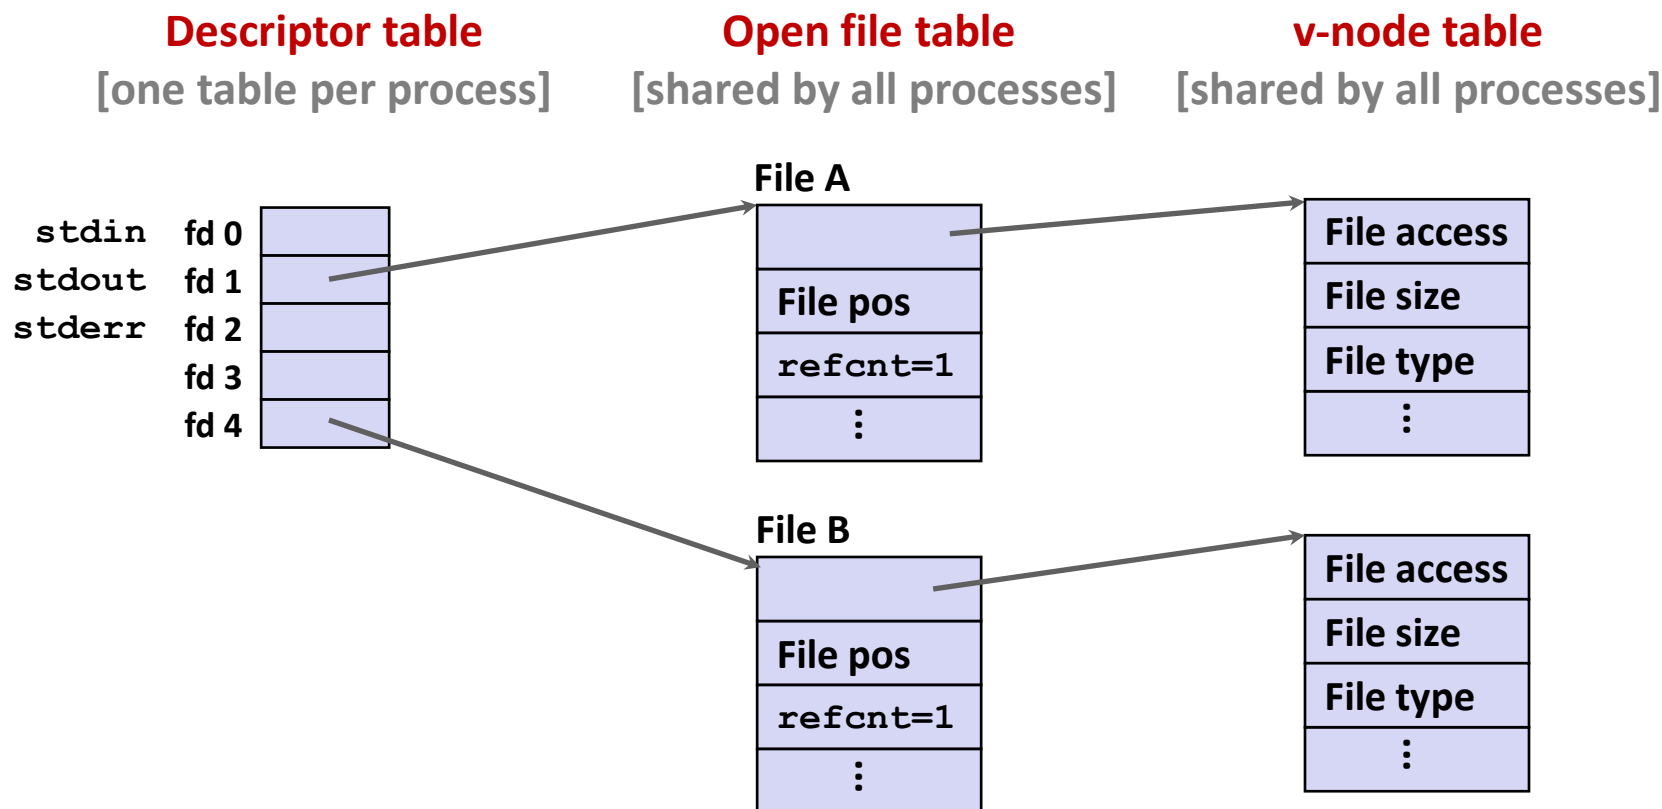 Descriptor table
[one table per process]
Open file table
[shared by all processes]
v-node table
[shared by all processes]
stdin fd 0
stdout fd 1
stderr fd 2
fd 3
fd 4
File A
File pos
refcnt=1
⋮
File access
File size
File type
⋮
File B
File pos
refcnt=1
⋮
File access
File size
File type
⋮